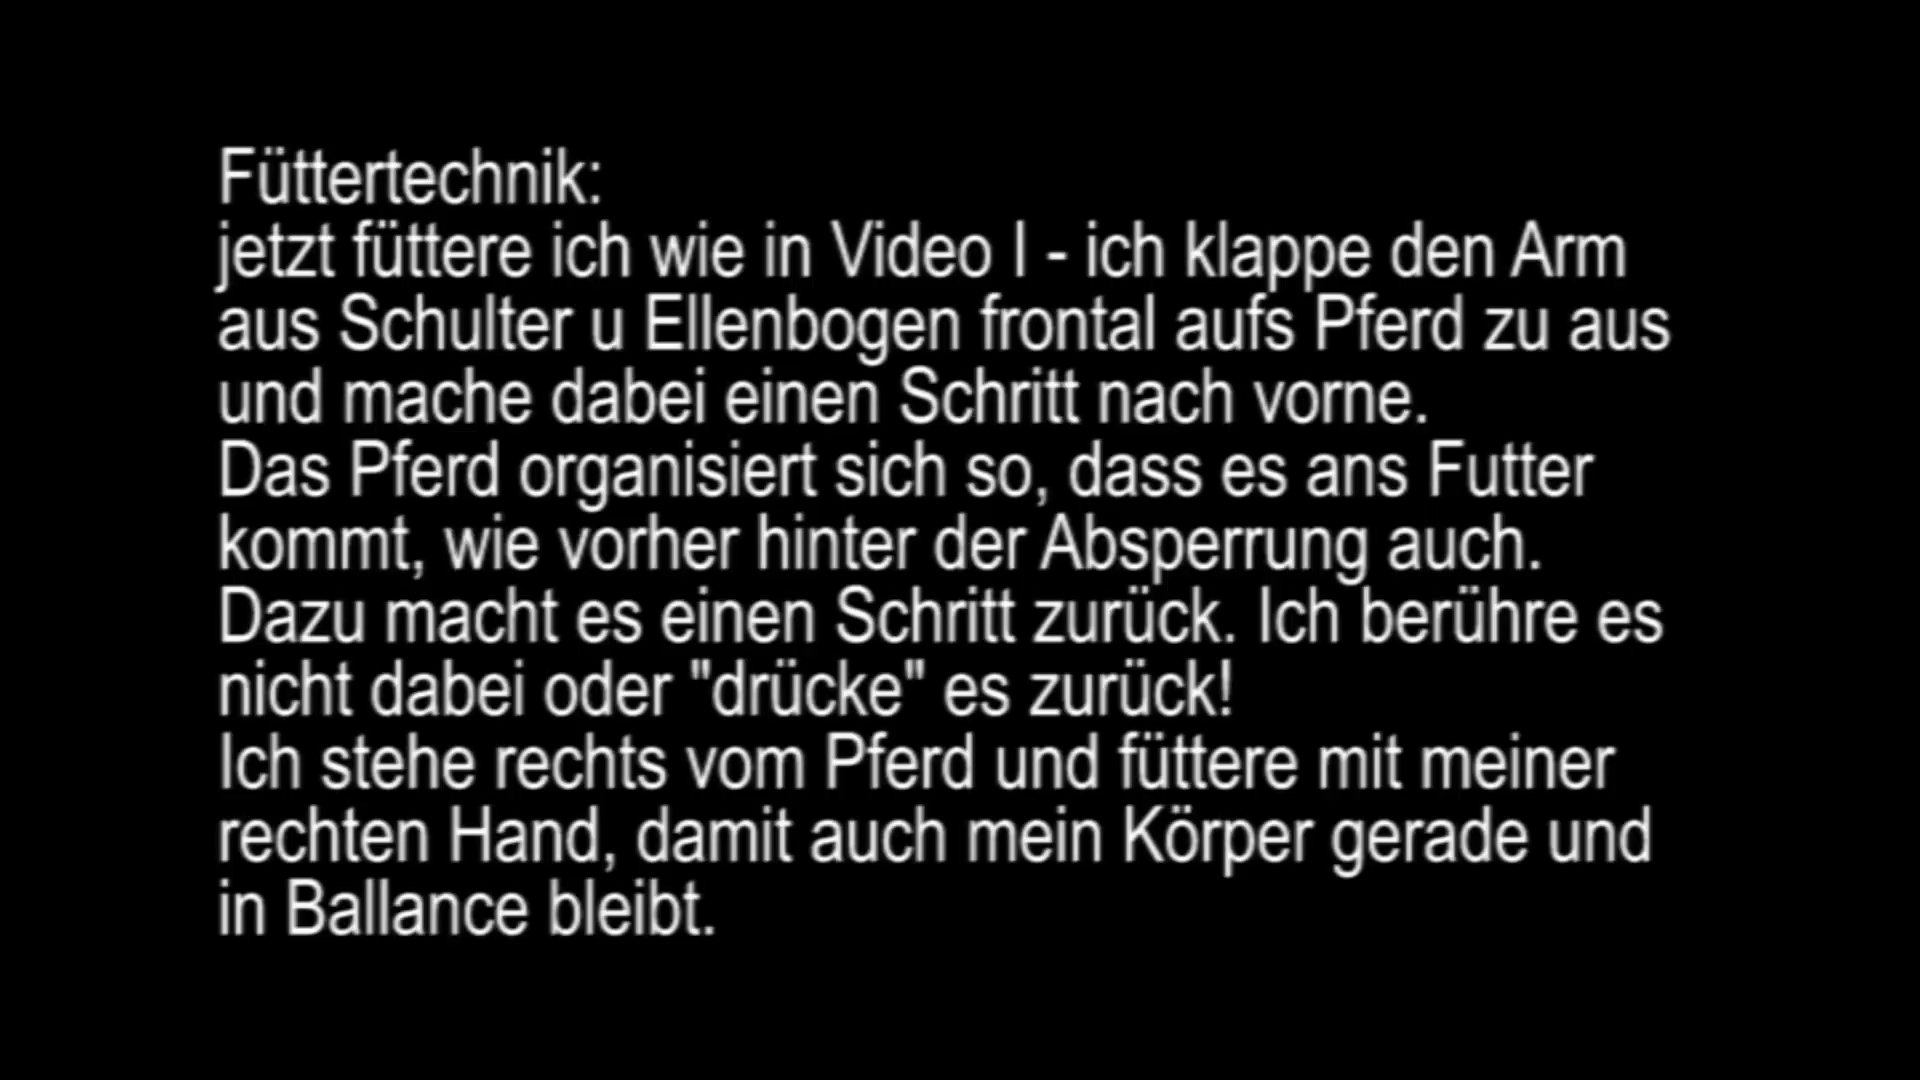 Füttertechnik:
jetzt füttere ich wie in Video I - ich klappe den Arm
aus Schulter u Ellenbogen frontal aufs Pferd zu aus
und mache dabei einen Schritt nach vorne.
Das Pferd organisiert sich so, dass es ans Futter
kommt, wie vorher hinter der Absperrung auch.
Dazu macht es einen Schritt zurück. Ich berühre es
nicht dabei oder "drücke" es zurück!
Ich stehe rechts vom Pferd und füttere mit meiner
rechten Hand, damit auch mein Körper gerade und
in Ballance bleibt.